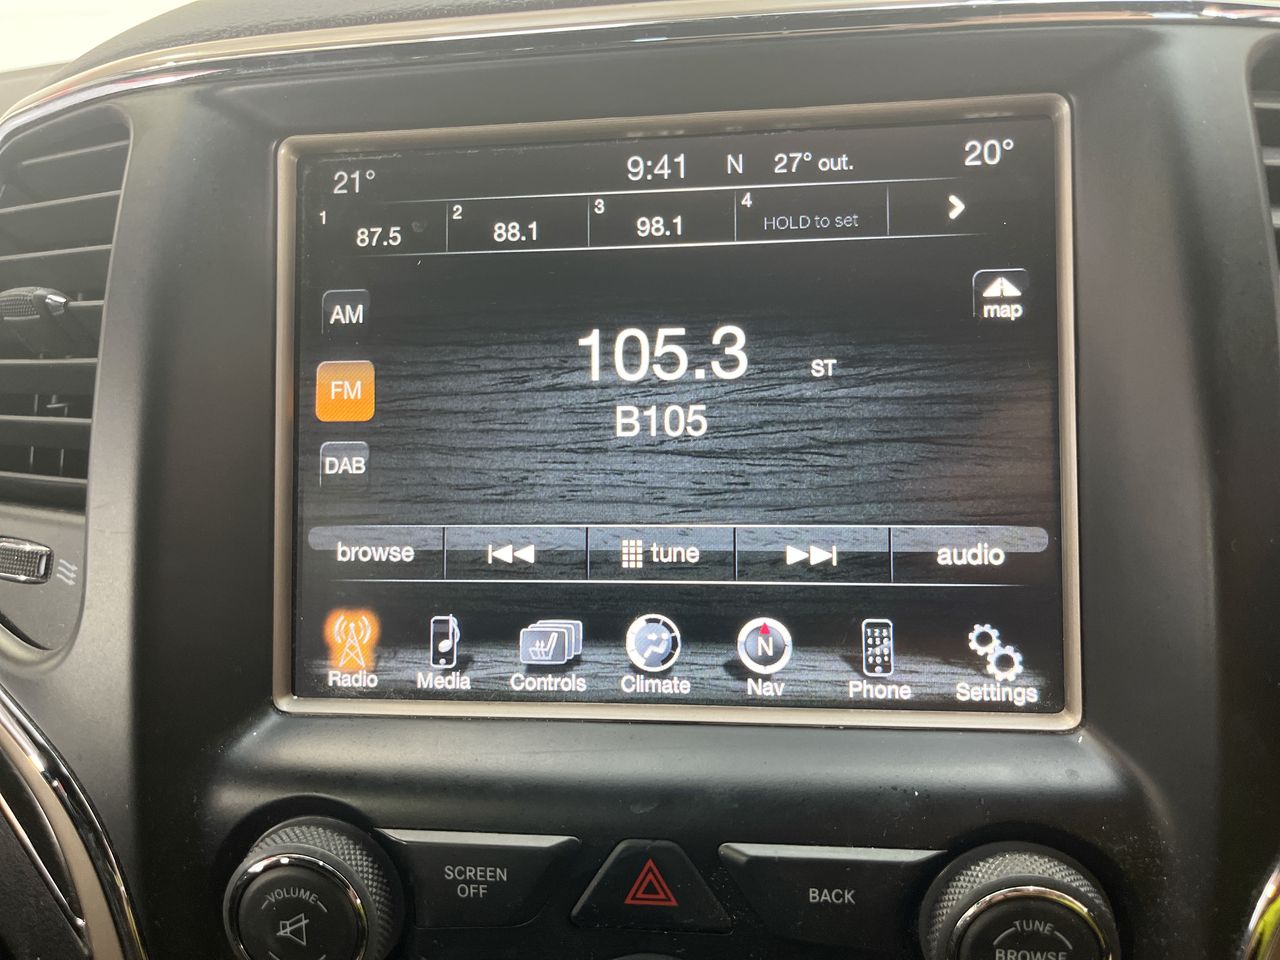 21° 9:41 N 27° out. 20°
1 87.5 2 88.1 3 98.1 4 HOLD to set
map
AM
105.3 ST
FM
B105
DAB
browse tune audio
N
Radio Media Controls Climate Nav Phone Settings
VOLUME
SCREEN
OFF
BACK
TUNE
BROWSE